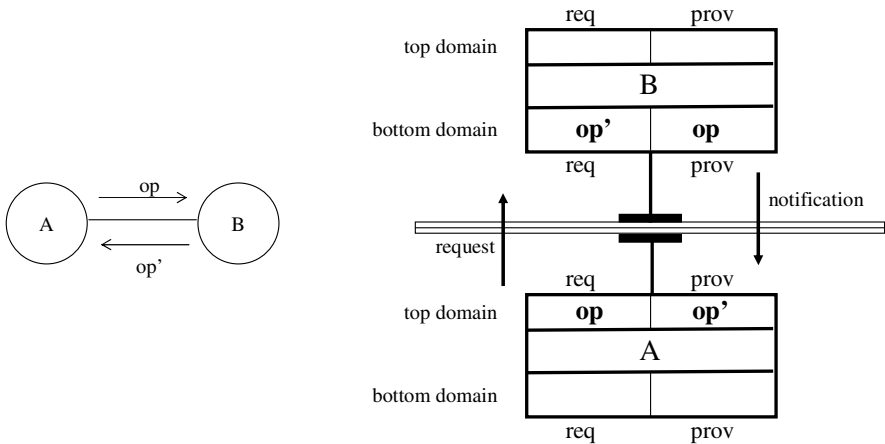 req prov
top domain
B
bottom domain op’ op
req prov
op
A B
op’
notification
request
req prov
top domain op op’
A
bottom domain
req prov